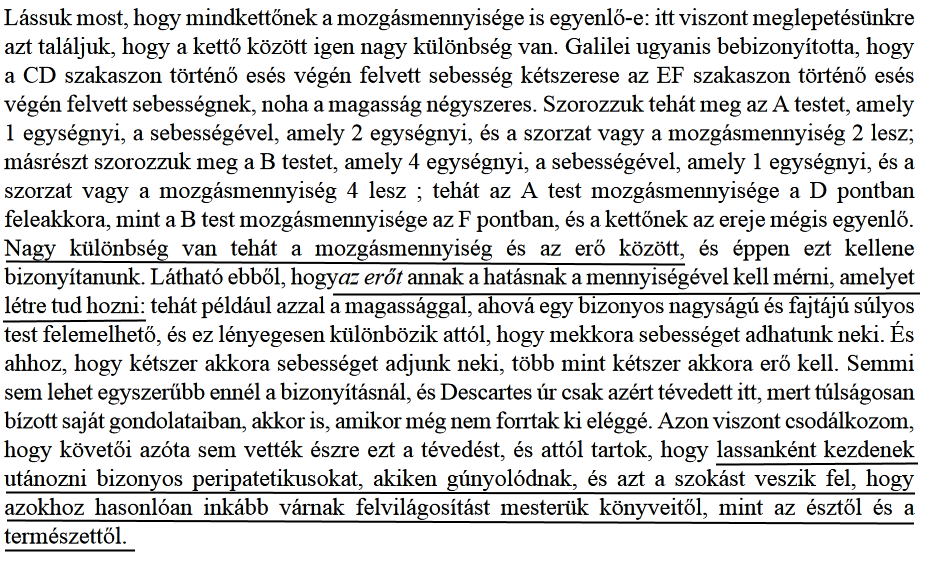 Lássuk most, hogy mindkettőnek a mozgásmennyisége is egyenlő-e: itt viszont meglepetésünkre
azt találjuk, hogy a kettő között igen nagy különbség van. Galilei ugyanis bebizonyította, hogy
a CD szakaszon történő esés végén felvett sebesség kétszerese az EF szakaszon történő esés
végén felvett sebességnek, noha a magasság négyszeres. Szorozzuk tehát meg az A testet, amely
1 egységnyi, a sebességével, amely 2 egységnyi, és a szorzat vagy a mozgásmennyiség 2 lesz;
másrészt szorozzuk meg a B testet, amely 4 egységnyi, a sebességével, amely 1 egységnyi, és a
szorzat vagy a mozgásmennyiség 4 lesz ; tehát az A test mozgásmennyisége a D pontban
feleakkora, mint a B test mozgásmennyisége az F pontban, és a kettőnek az ereje mégis egyenlő.
Nagy különbség van tehát a mozgásmennyiség és az erő között, és éppen ezt kellene
bizonyítanunk. Látható ebből, hogyaz erőt annak a hatásnak a mennyiségével kell mérni, amelyet
létre tud hozni: tehát például azzal a magassággal, ahová egy bizonyos nagyságú és fajtájú súlyos
test felemelhető, és ez lényegesen különbözik attól, hogy mekkora sebességet adhatunk neki. És
ahhoz, hogy kétszer akkora sebességet adjunk neki, több mint kétszer akkora erő kell. Semmi
sem lehet egyszerűbb ennél a bizonyításnál, és Descartes úr csak azért tévedett itt, mert túlságosan
bízott saját gondolataiban, akkor is, amikor még nem forrtak ki eléggé. Azon viszont csodálkozom,
hogy követői azóta sem vették észre ezt a tévedést, és attól tartok, hogy lassanként kezdenek
utánozni bizonyos peripatetikusokat, akiken gúnyolódnak, és azt a szokást veszik fel, hogy
azokhoz hasonlóan inkább várnak felvilágosítást mesterük könyveitől, mint az észtől és a
természettől.